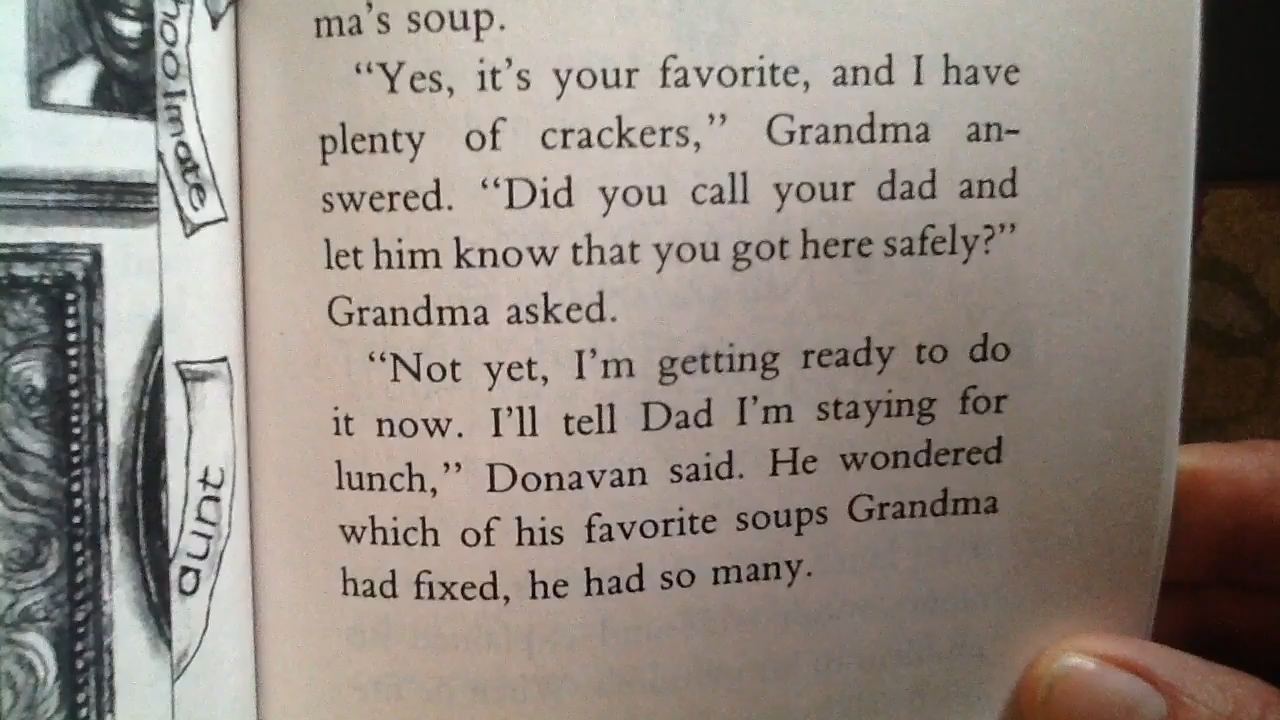 ma's soup.
“Yes, it's your favorite, and I have
plenty of crackers,” Grandma an-
swered. “Did you call your dad and
let him know that you got here safely?”
Grandma asked.
“Not yet, I'm getting ready to do
it now. I'll tell Dad I'm staying for
lunch,” Donavan said. He wondered
which of his favorite soups Grandma
had fixed, he had so many.
aunt